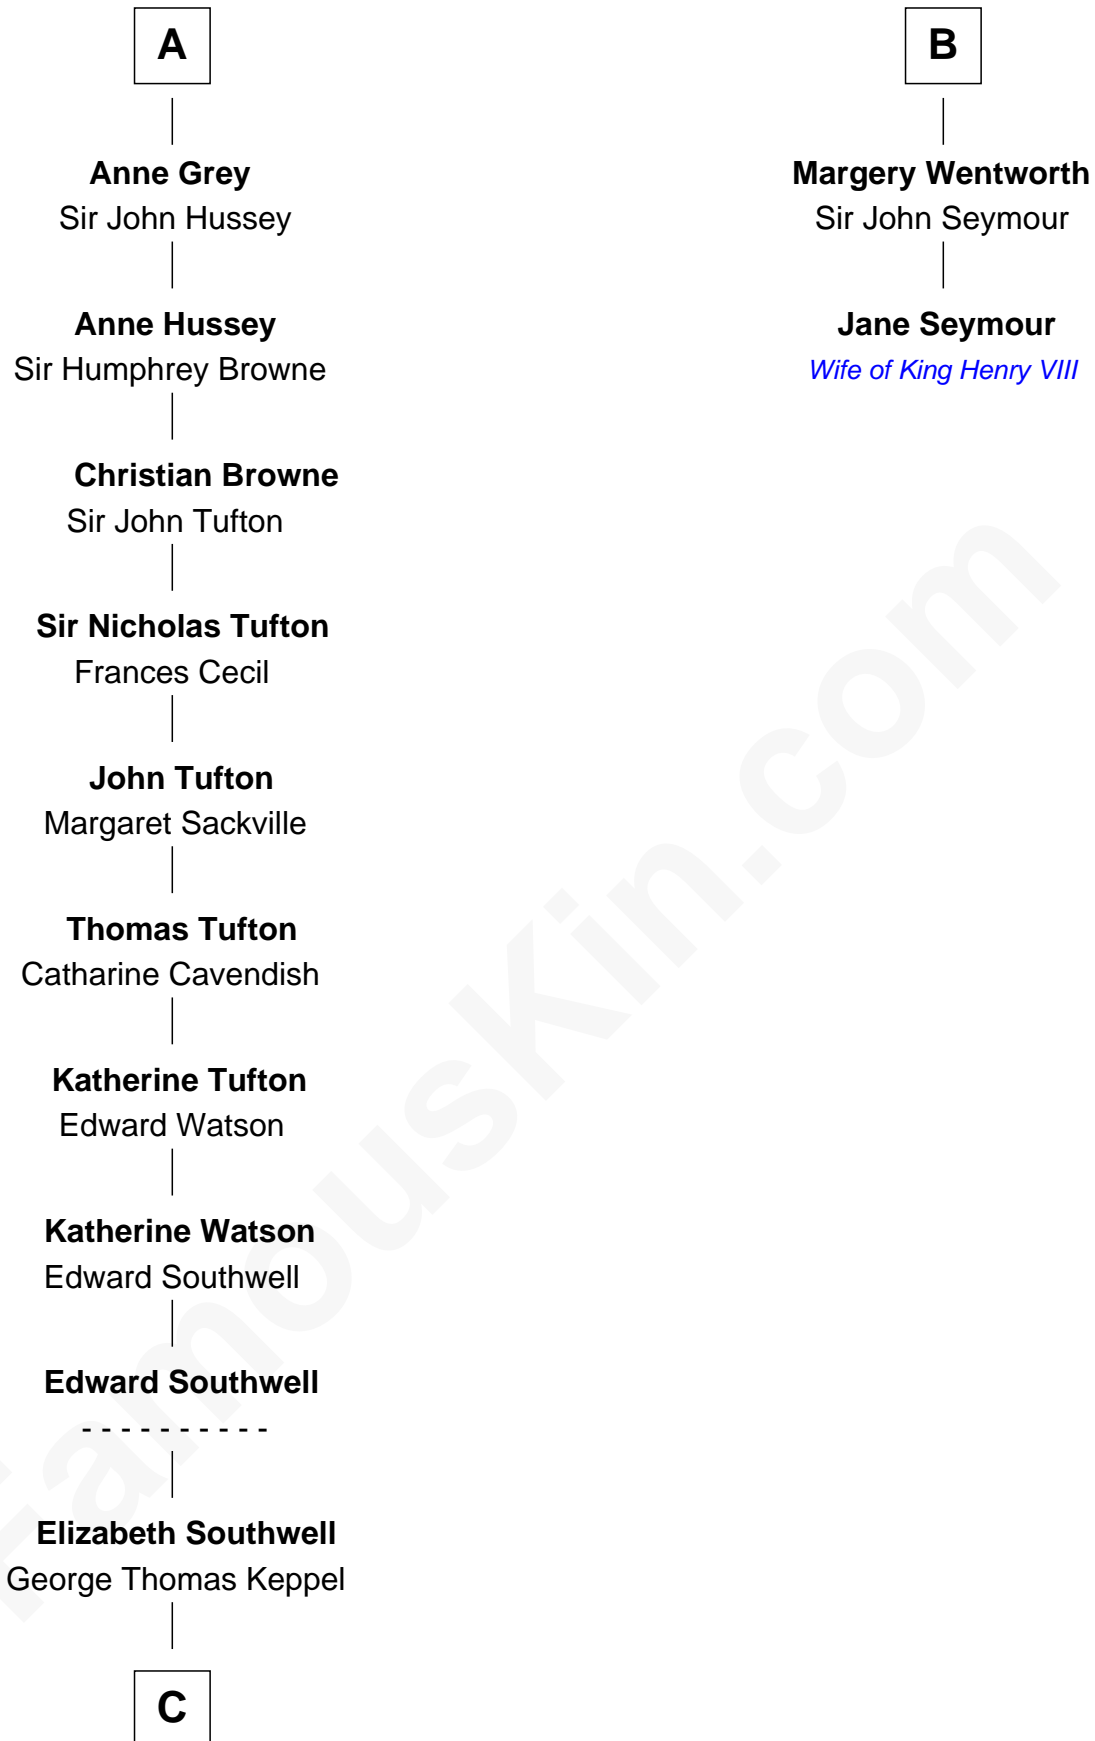 A
Anne Grey
Sir John Hussey
Anne Hussey
Sir Humphrey Browne
Christian Browne
Sir John Tufton
Sir Nicholas Tufton
Frances Cecil
John Tufton
Margaret Sackville
Thomas Tufton
Catharine Cavendish
Katherine Tufton
Edward Watson
Katherine Watson
Edward Southwell
Edward Southwell
- - - - - - - - - -
Elizabeth Southwell
George Thomas Keppel
C
B
Margery Wentworth
Sir John Seymour
Jane Seymour
Wife of King Henry VIII
FamousKin.com